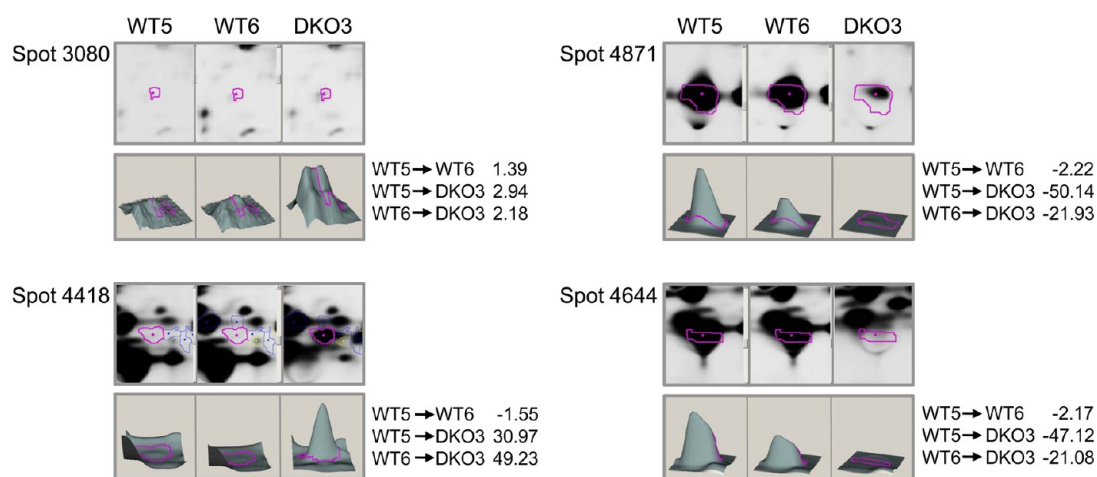 WT5 WT6 DKO3
Spot 3080
WT5→WT6 1.39
WT5→DKO3 2.94
WT6→DKO3 2.18
WT5 WT6 DKO3
Spot 4871
WT5→WT6 -2.22
WT5→DKO3 -50.14
WT6→DKO3 -21.93
Spot 4418
WT5→WT6 -1.55
WT5→DKO3 30.97
WT6→DKO3 49.23
Spot 4644
WT5→WT6 -2.17
WT5→DKO3 -47.12
WT6→DKO3 -21.08